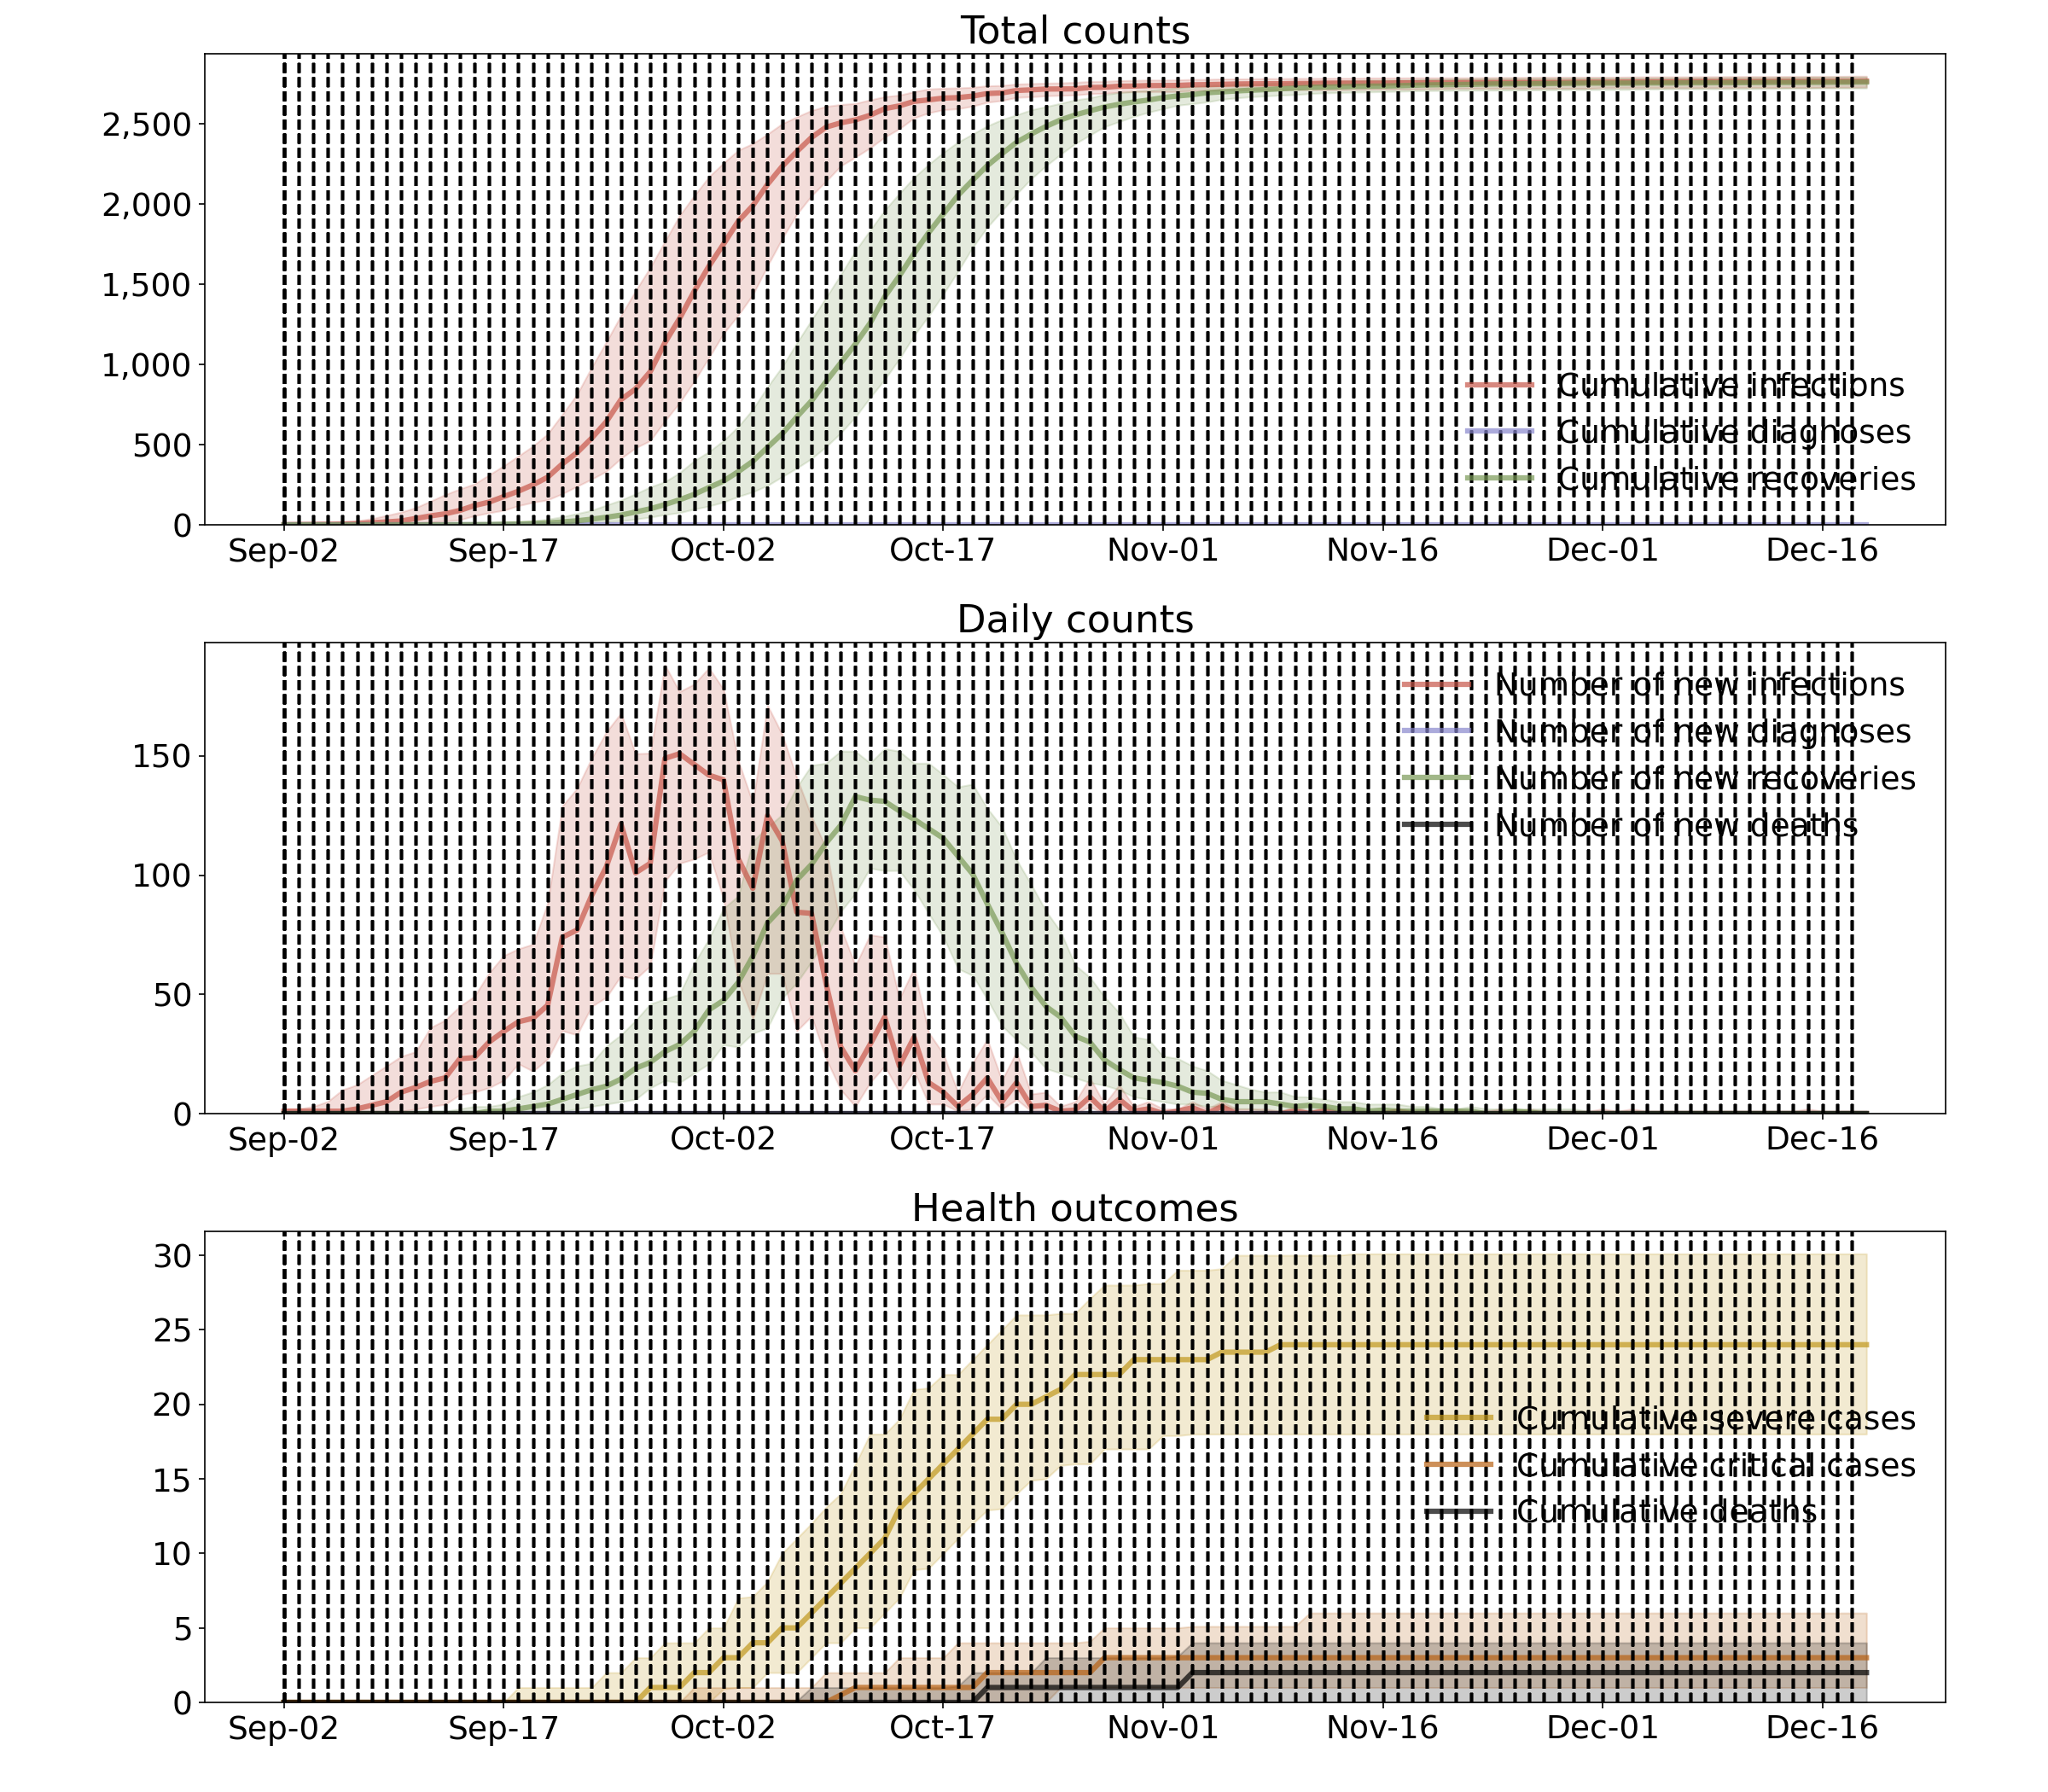 Total counts
2,500
2,000
1,500
1,000
500
0
Cumulative infections
Cumulative diagnoses
Cumulative recoveries
Sep-02 Sep-17 Oct-02 Oct-17 Nov-01 Nov-16 Dec-01 Dec-16
Daily counts
150
100
50
0
Number of new infections
Number of new diagnoses
Number of new recoveries
Number of new deaths
Sep-02 Sep-17 Oct-02 Oct-17 Nov-01 Nov-16 Dec-01 Dec-16
Health outcomes
30
25
20
15
10
5
0
Cumulative severe cases
Cumulative critical cases
Cumulative deaths
Sep-02 Sep-17 Oct-02 Oct-17 Nov-01 Nov-16 Dec-01 Dec-16